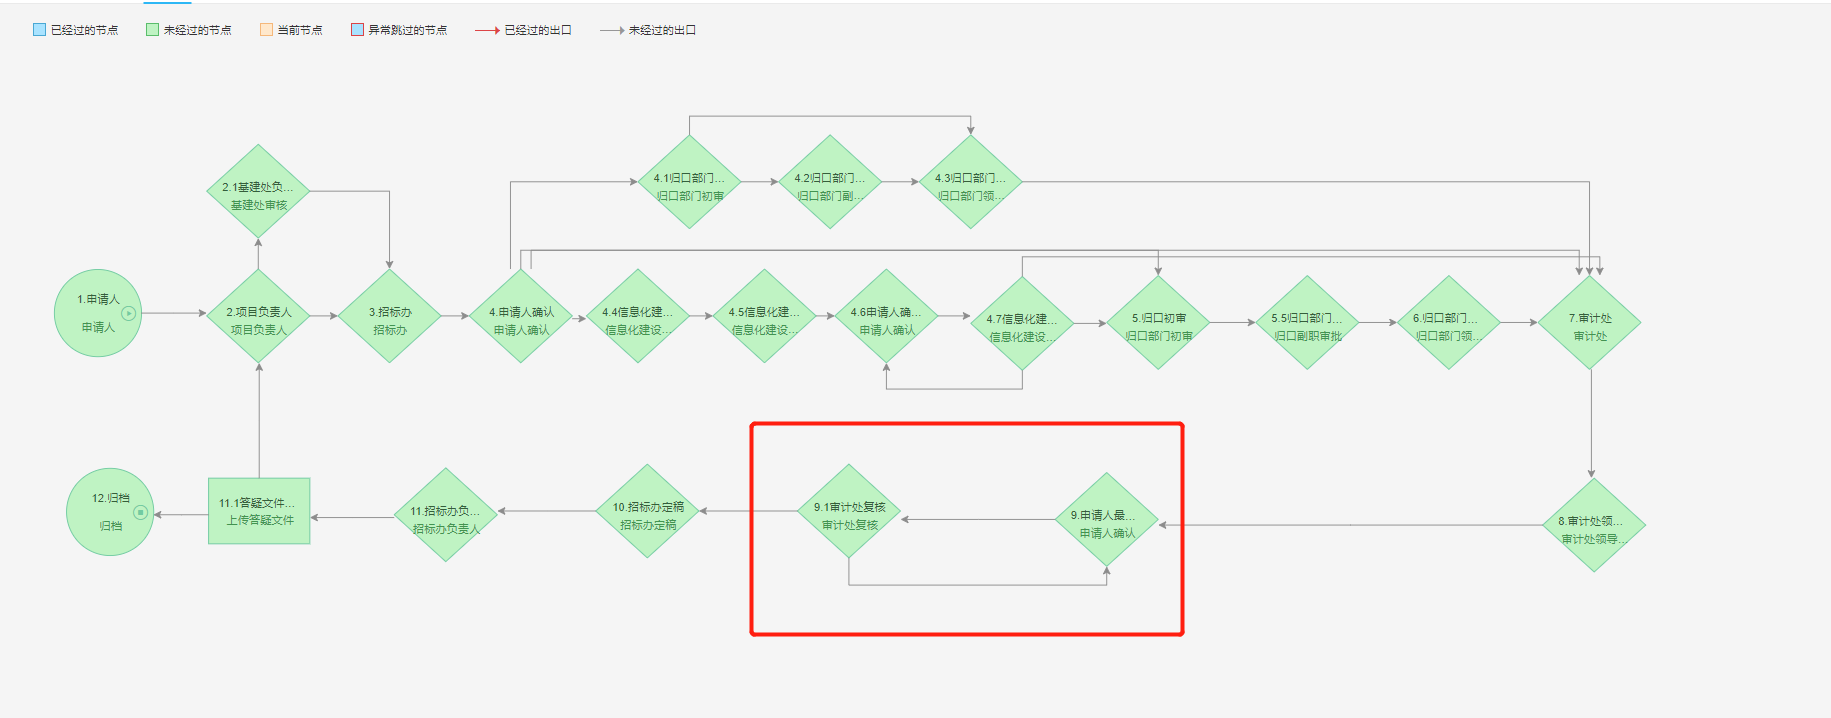 已经过的节点
未经过的节点
当前节点
异常跳过的节点
已经过的出口
未经过的出口
2.1基建处负...
基建处审核
4.1归口部门...
归口部门初审
4.2归口部门...
归口部门副...
4.3归口部门...
归口部门领...
1.申请人
申请人
2.项目负责人
项目负责人
3.招标办
招标办
4.申请人确认
申请人确认
4.4信息化建...
信息化建设...
4.5信息化建...
信息化建设...
4.6申请人确...
申请人确认
4.7信息化建...
信息化建设...
5.归口初审
归口部门初审
5.5归口部门...
归口副职审批
6.归口部门...
归口部门领...
7.审计处
审计处
12.归档
归档
11.1答疑文件...
上传答疑文件
11.招标办负...
招标办负责人
10.招标办定稿
招标办定稿
9.1审计处复核
审计处复核
9.申请人最...
申请人确认
8.审计处领...
审计处领导...